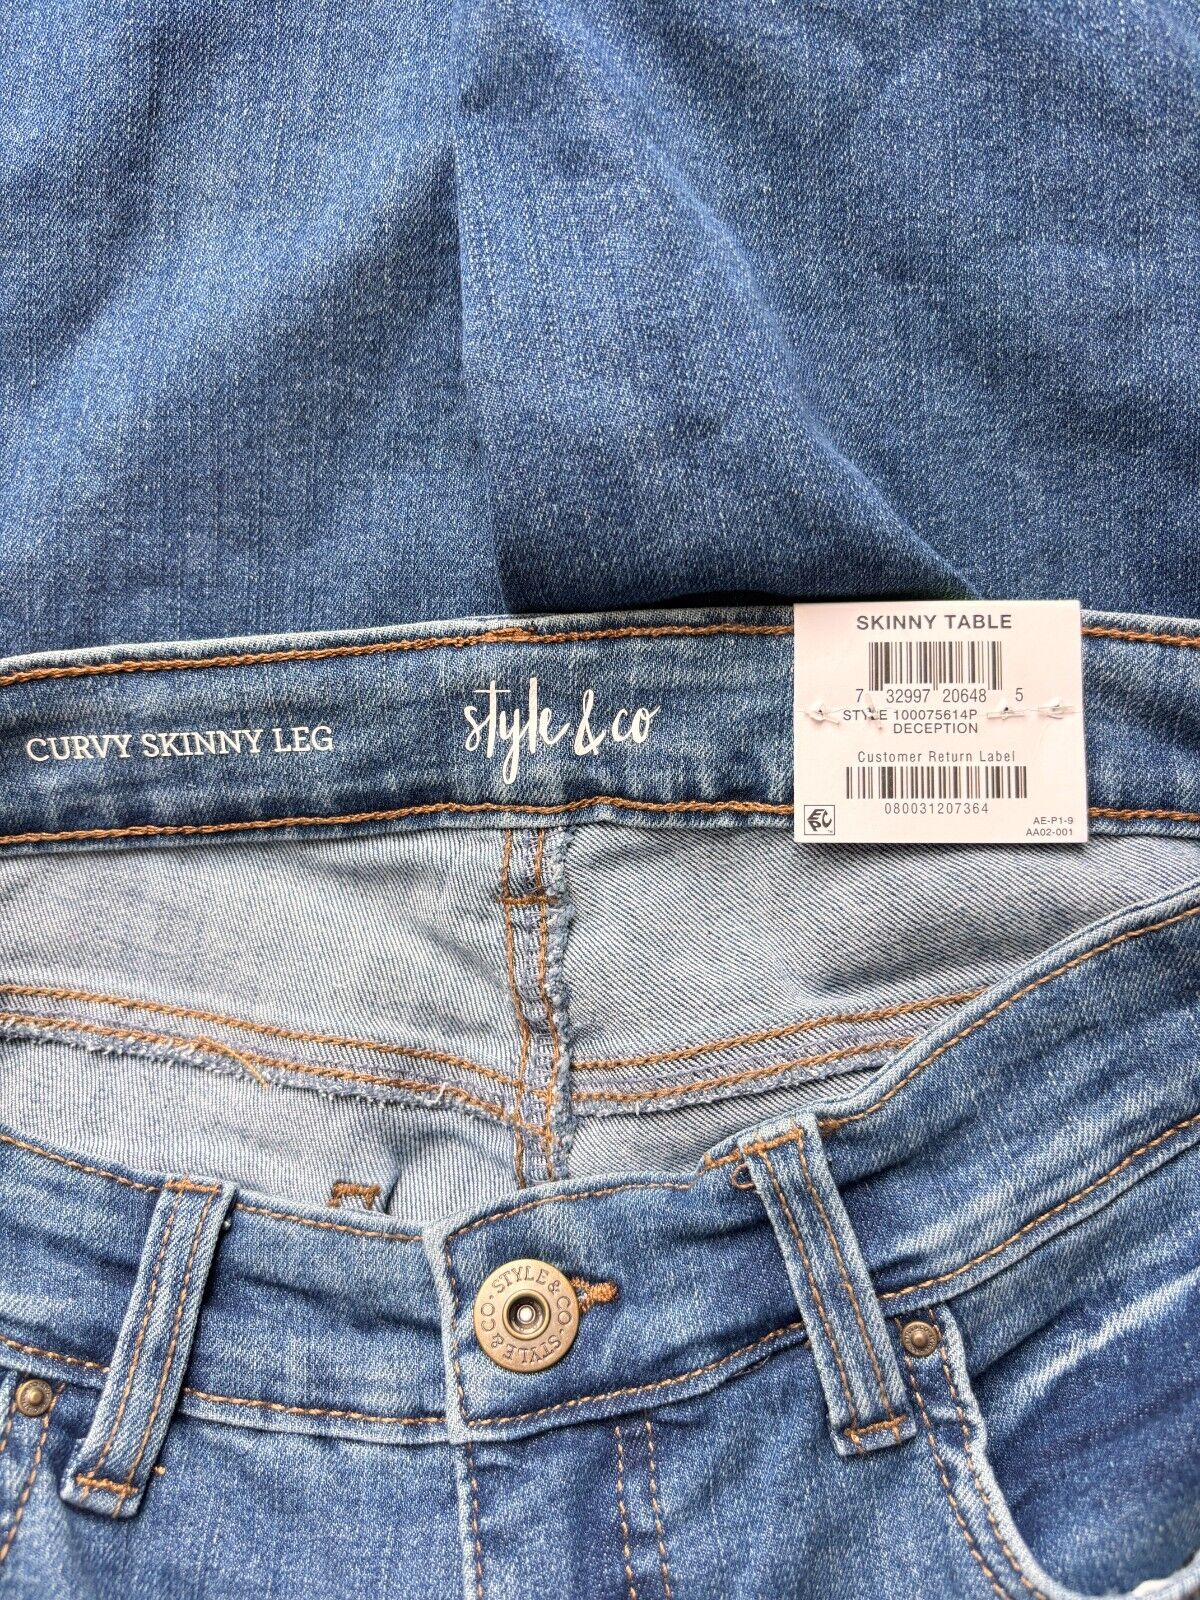 SKINNY TABLE
7 32997 20648 5
STYLE 100075614P
DECEPTION
Customer Return Label
080031207364
AE-P1-9
AA02-001
CURVY SKINNY LEG
style & co
STYLE & CO · STYLE & CO ·